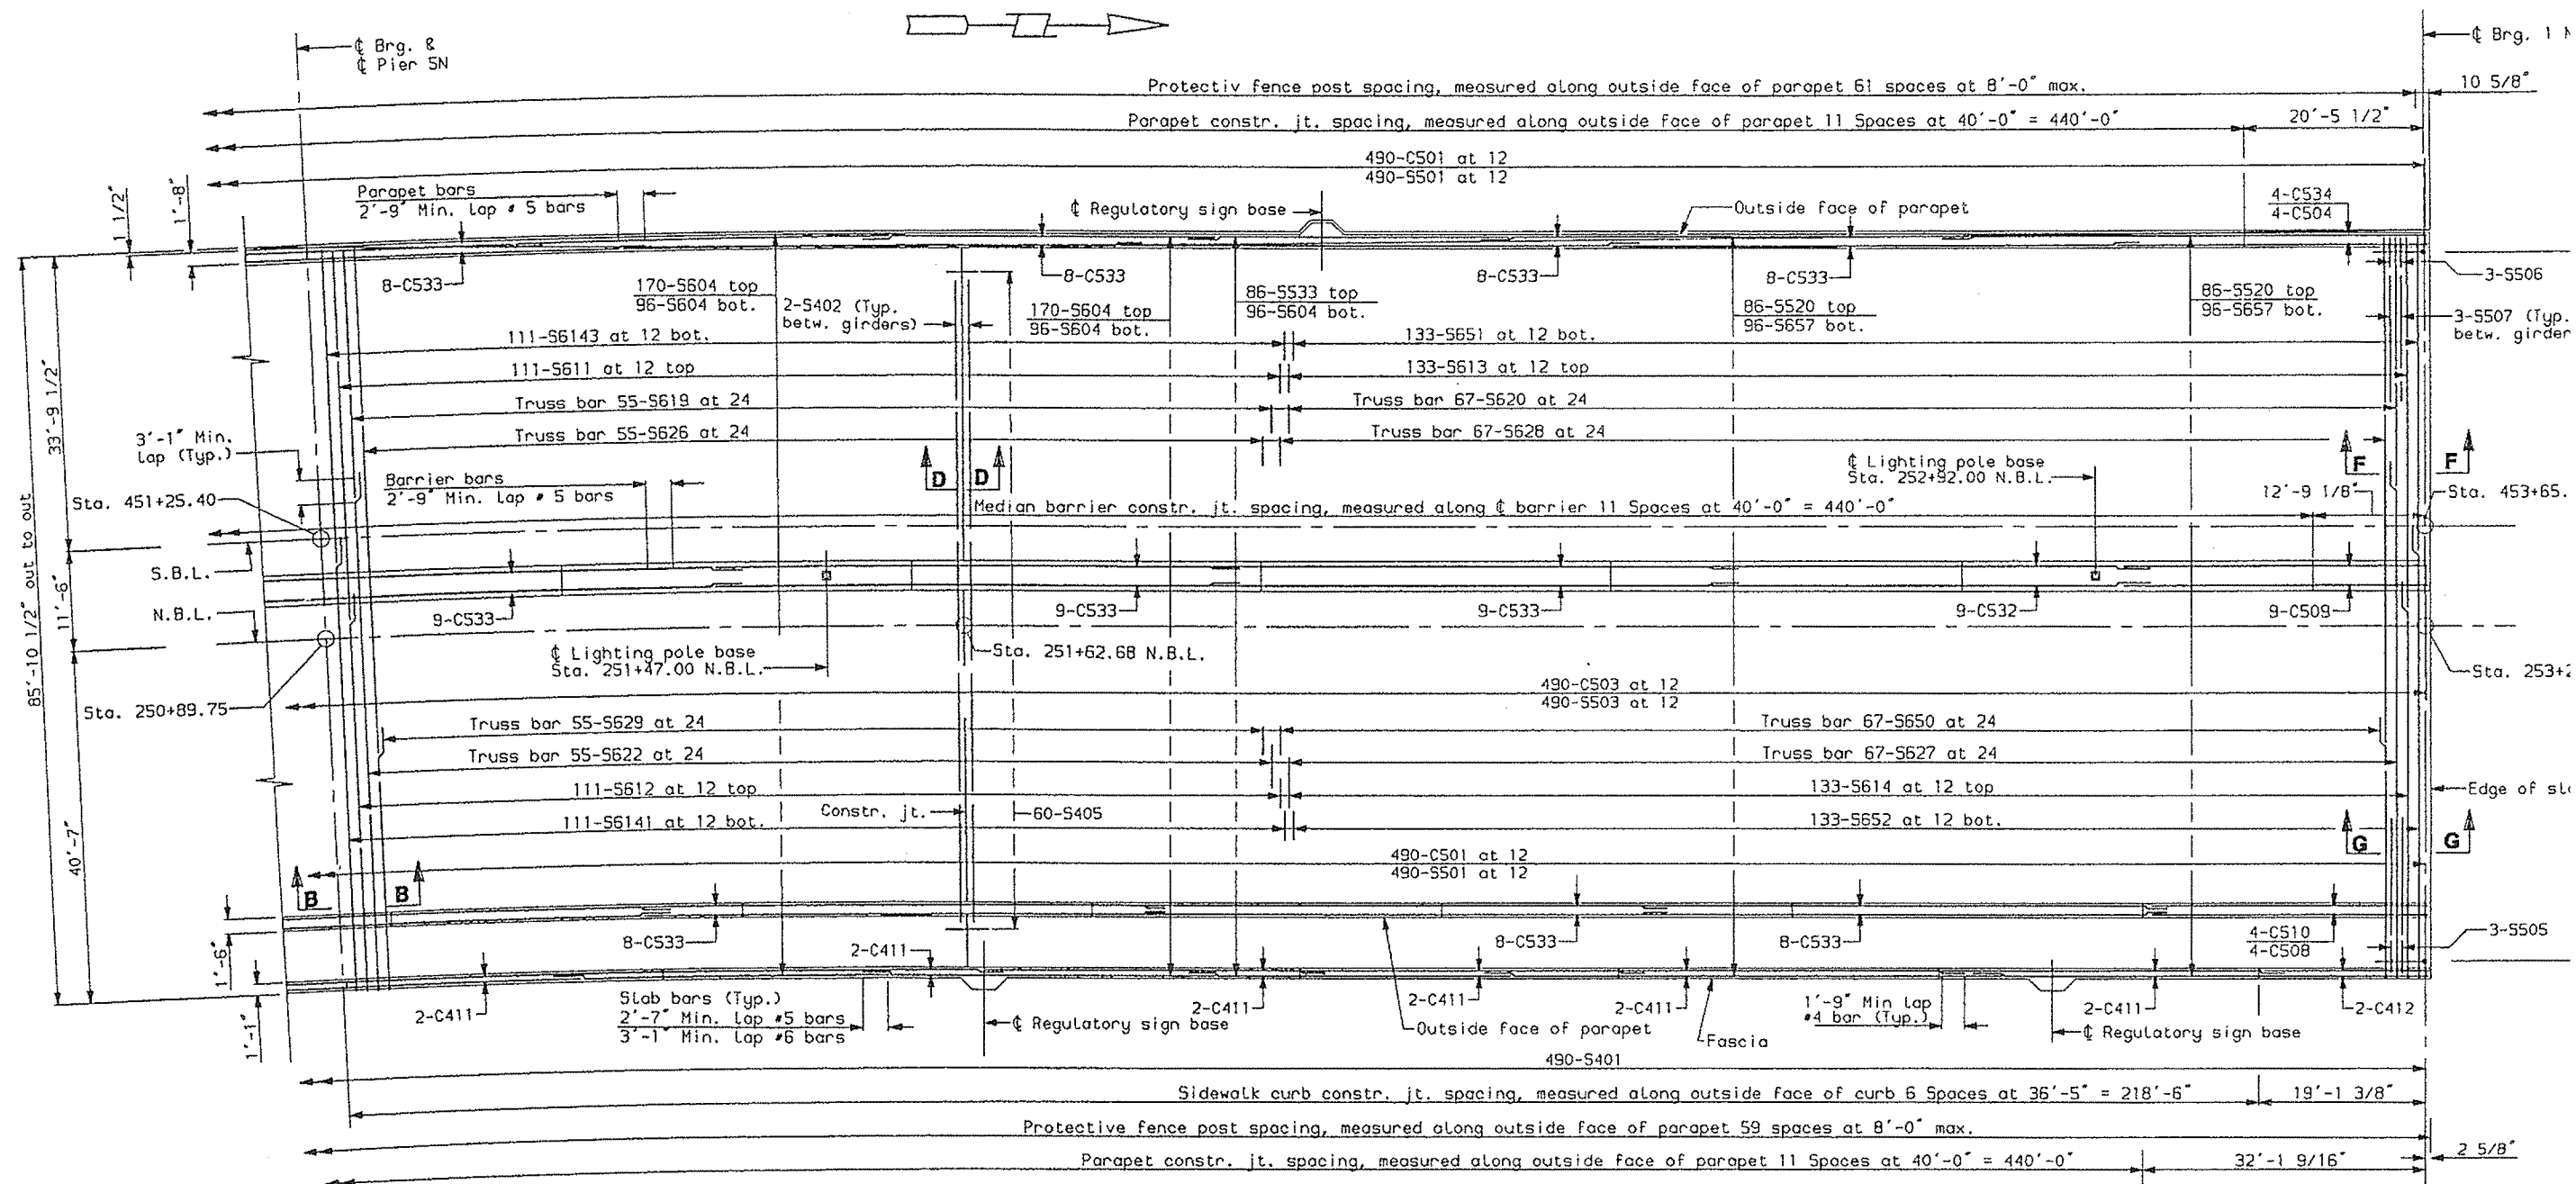 ℄ Brg. &
℄ Pier 5N
℄ Brg. 1 N
Protectiv fence post spacing, measured along outside face of parapet 61 spaces at 8'-0" max.
10 5/8"
Parapet constr. jt. spacing, measured along outside face of parapet 11 Spaces at 40'-0" = 440'-0"
20'-5 1/2"
490-C501 at 12
490-S501 at 12
1 1/2"
1'-8"
Parapet bars
2'-9" Min. Lap # 5 bars
℄ Regulatory sign base
Outside face of parapet
4-C534
4-C504
8-C533
8-C533
8-C533
8-C533
3-S506
170-S604 top
96-S604 bot.
2-S402 (Typ.
betw. girders)
170-S604 top
96-S604 bot.
86-S533 top
96-S604 bot.
86-S520 top
96-S657 bot.
86-S520 top
96-S657 bot.
3-S507 (Typ.
betw. girder
111-S6143 at 12 bot.
133-S651 at 12 bot.
111-S611 at 12 top
133-S613 at 12 top
Truss bar 55-S619 at 24
Truss bar 67-S620 at 24
Truss bar 55-S626 at 24
Truss bar 67-S628 at 24
33'-9 1/2"
3'-1" Min.
Lap (Typ.)
D
D
F
F
℄ Lighting pole base
Sta. 252+92.00 N.B.L.
Barrier bars
2'-9" Min. Lap # 5 bars
12'-9 1/8"
Sta. 451+25.40
Sta. 453+65.
Median barrier constr. jt. spacing, measured along ℄ barrier 11 Spaces at 40'-0" = 440'-0"
85'-10 1/2" out to out
11'-6"
S.B.L.
N.B.L.
9-C533
9-C533
9-C533
9-C532
9-C509
℄ Lighting pole base
Sta. 251+47.00 N.B.L.
Sta. 251+62.68 N.B.L.
Sta. 253+2
490-C503 at 12
490-S503 at 12
Sta. 250+89.75
Truss bar 55-S629 at 24
Truss bar 67-S650 at 24
Truss bar 55-S622 at 24
Truss bar 67-S627 at 24
111-S612 at 12 top
133-S614 at 12 top
Edge of sla
Constr. jt.
60-S405
111-S6141 at 12 bot.
133-S652 at 12 bot.
40'-7"
G
G
490-C501 at 12
490-S501 at 12
B
B
1'-6"
8-C533
8-C533
8-C533
4-C510
4-C508
3-S505
2-C411
1'-1"
2-C411
Slab bars (Typ.)
2'-7" Min. Lap #5 bars
3'-1" Min. Lap #6 bars
℄ Regulatory sign base
2-C411
Outside face of parapet
2-C411
2-C411
Fascia
1'-9" Min Lap
#4 bar (Typ.)
2-C411
2-C412
℄ Regulatory sign base
490-S401
Sidewalk curb constr. jt. spacing, measured along outside face of curb 6 Spaces at 36'-5" = 218'-6"
19'-1 3/8"
Protective fence post spacing, measured along outside face of parapet 59 spaces at 8'-0" max.
2 5/8"
Parapet constr. jt. spacing, measured along outside face of parapet 11 Spaces at 40'-0" = 440'-0"
32'-1 9/16"